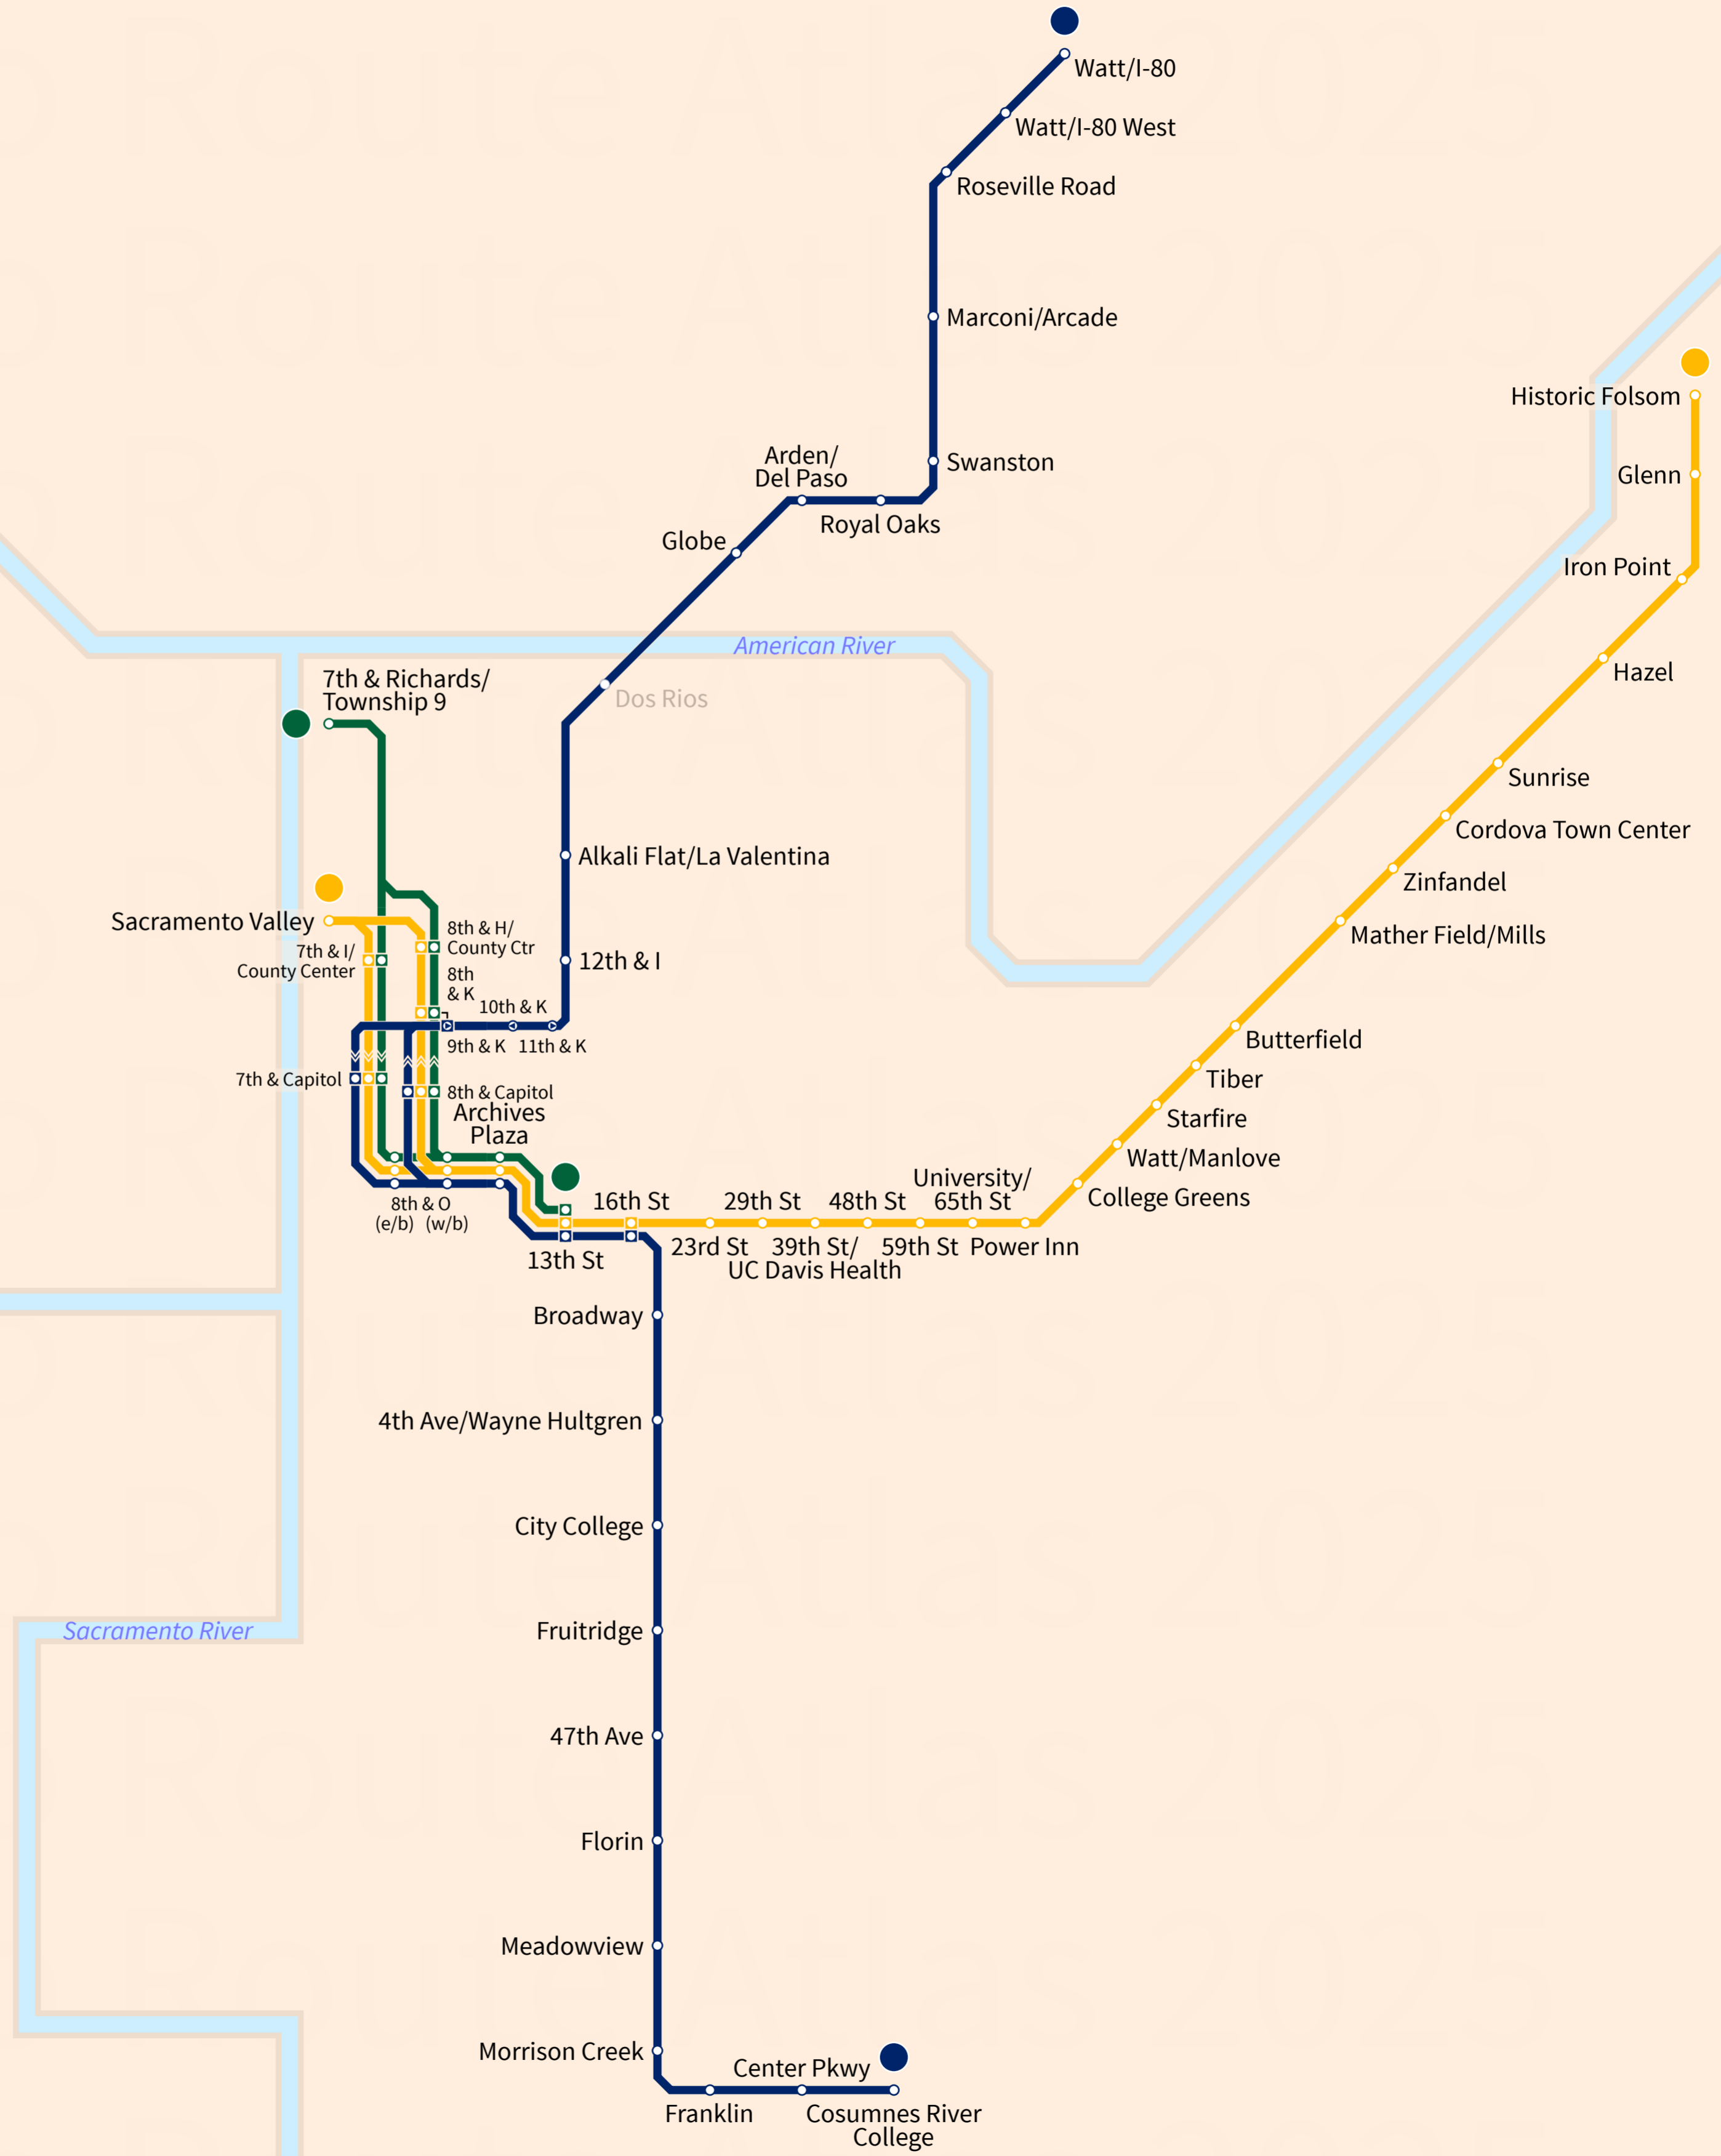 Watt/I-80
Watt/I-80 West
Roseville Road
Marconi/Arcade
Historic Folsom
Arden/
Del Paso
Swanston
Glenn
Royal Oaks
Globe
Iron Point
American River
Hazel
7th & Richards/
Township 9
Dos Rios
Sunrise
Cordova Town Center
Alkali Flat/La Valentina
Zinfandel
Sacramento Valley
8th & H/
County Ctr
Mather Field/Mills
7th & I/
County Center
12th & I
8th
& K
10th & K
9th & K
11th & K
Butterfield
7th & Capitol
Tiber
8th & Capitol
Archives
Plaza
Starfire
Watt/Manlove
University/
65th St
College Greens
16th St
29th St
48th St
8th & O
(e/b) (w/b)
13th St
23rd St
39th St/
UC Davis Health
59th St
Power Inn
Broadway
4th Ave/Wayne Hultgren
City College
Fruitridge
Sacramento River
47th Ave
Florin
Meadowview
Morrison Creek
Center Pkwy
Franklin
Cosumnes River
College
Route Atlas 2025